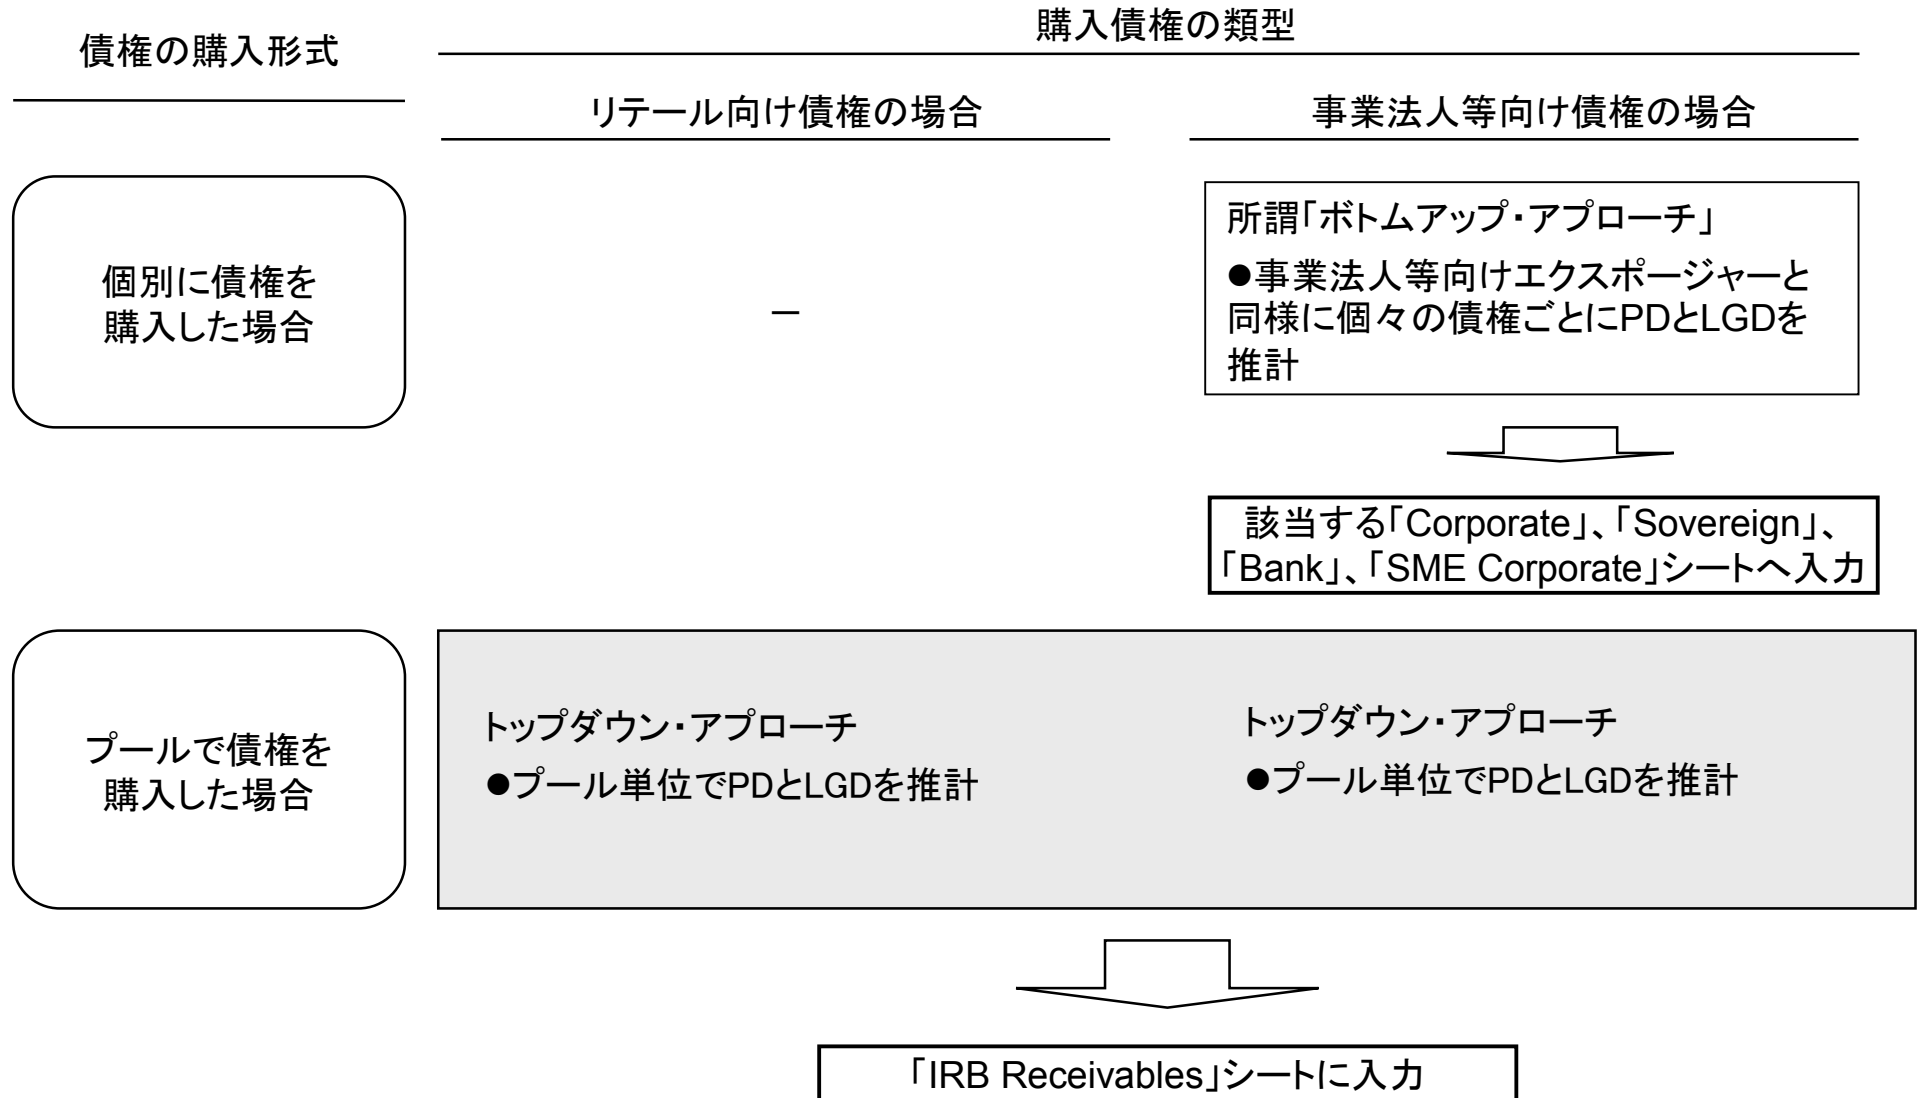 債権の購入形式
購入債権の類型
リテール向け債権の場合
事業法人等向け債権の場合
個別に債権を
購入した場合
－
所謂「ボトムアップ・アプローチ」
●事業法人等向けエクスポージャーと
同様に個々の債権ごとにPDとLGDを
推計
該当する「Corporate」、「Sovereign」、
「Bank」、「SME Corporate」シートへ入力
プールで債権を
購入した場合
トップダウン・アプローチ
●プール単位でPDとLGDを推計
トップダウン・アプローチ
●プール単位でPDとLGDを推計
「IRB Receivables」シートに入力